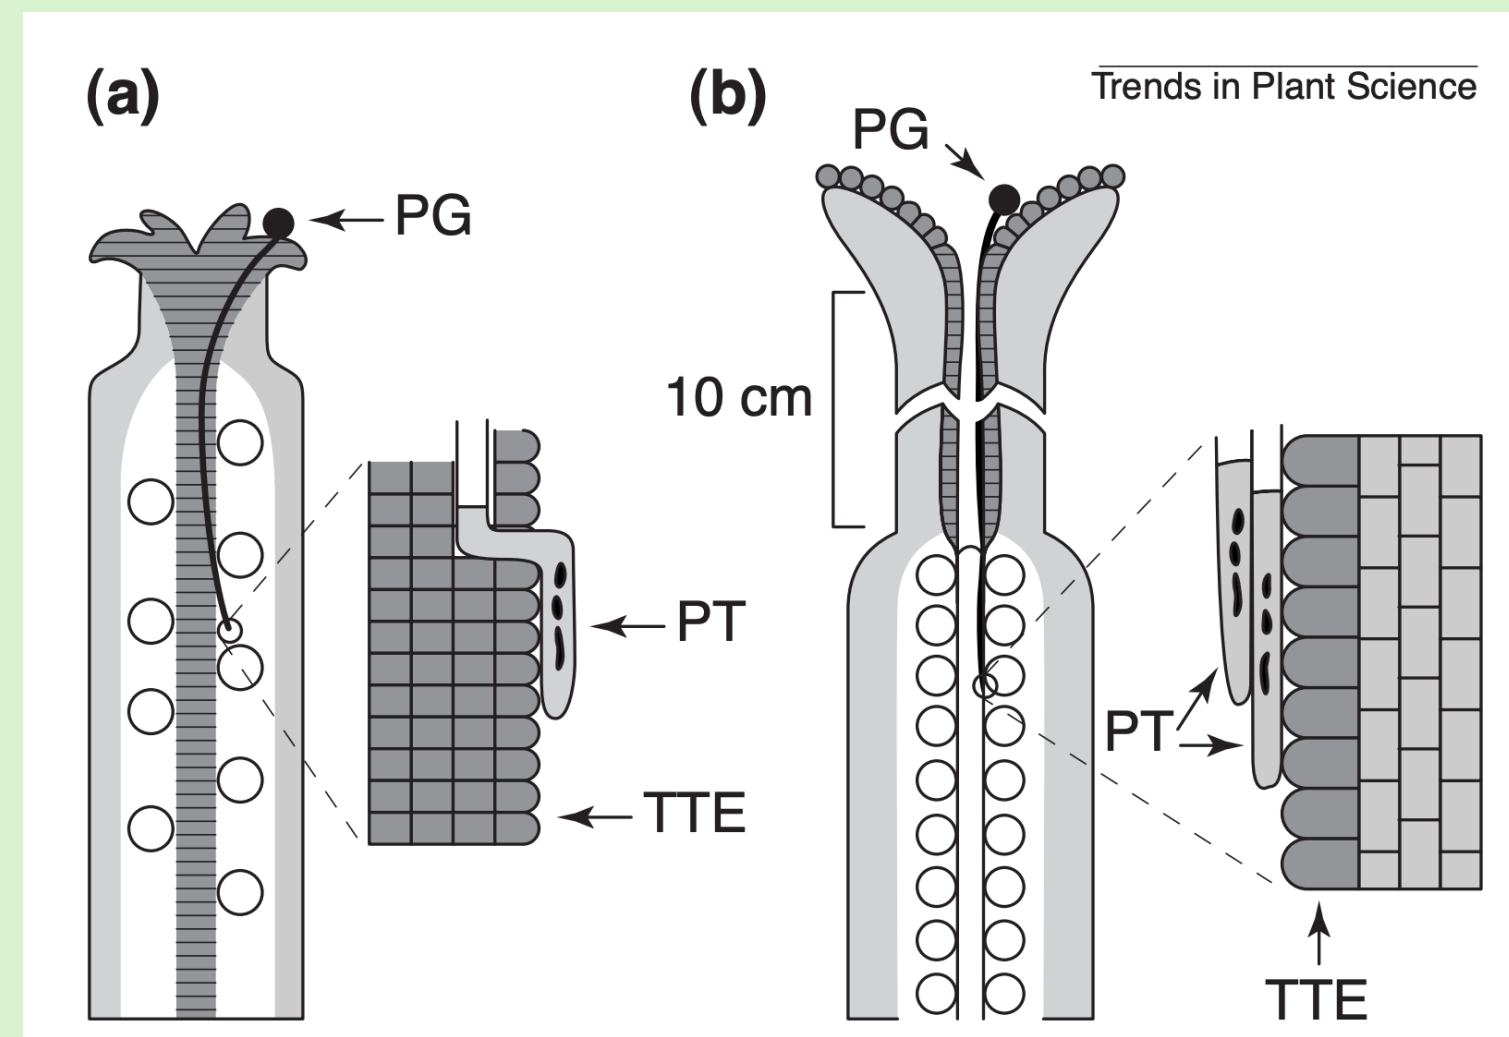 (a)
(b)
Trends in Plant Science
PG
PG
10 cm
PT
PT
TTE
TTE